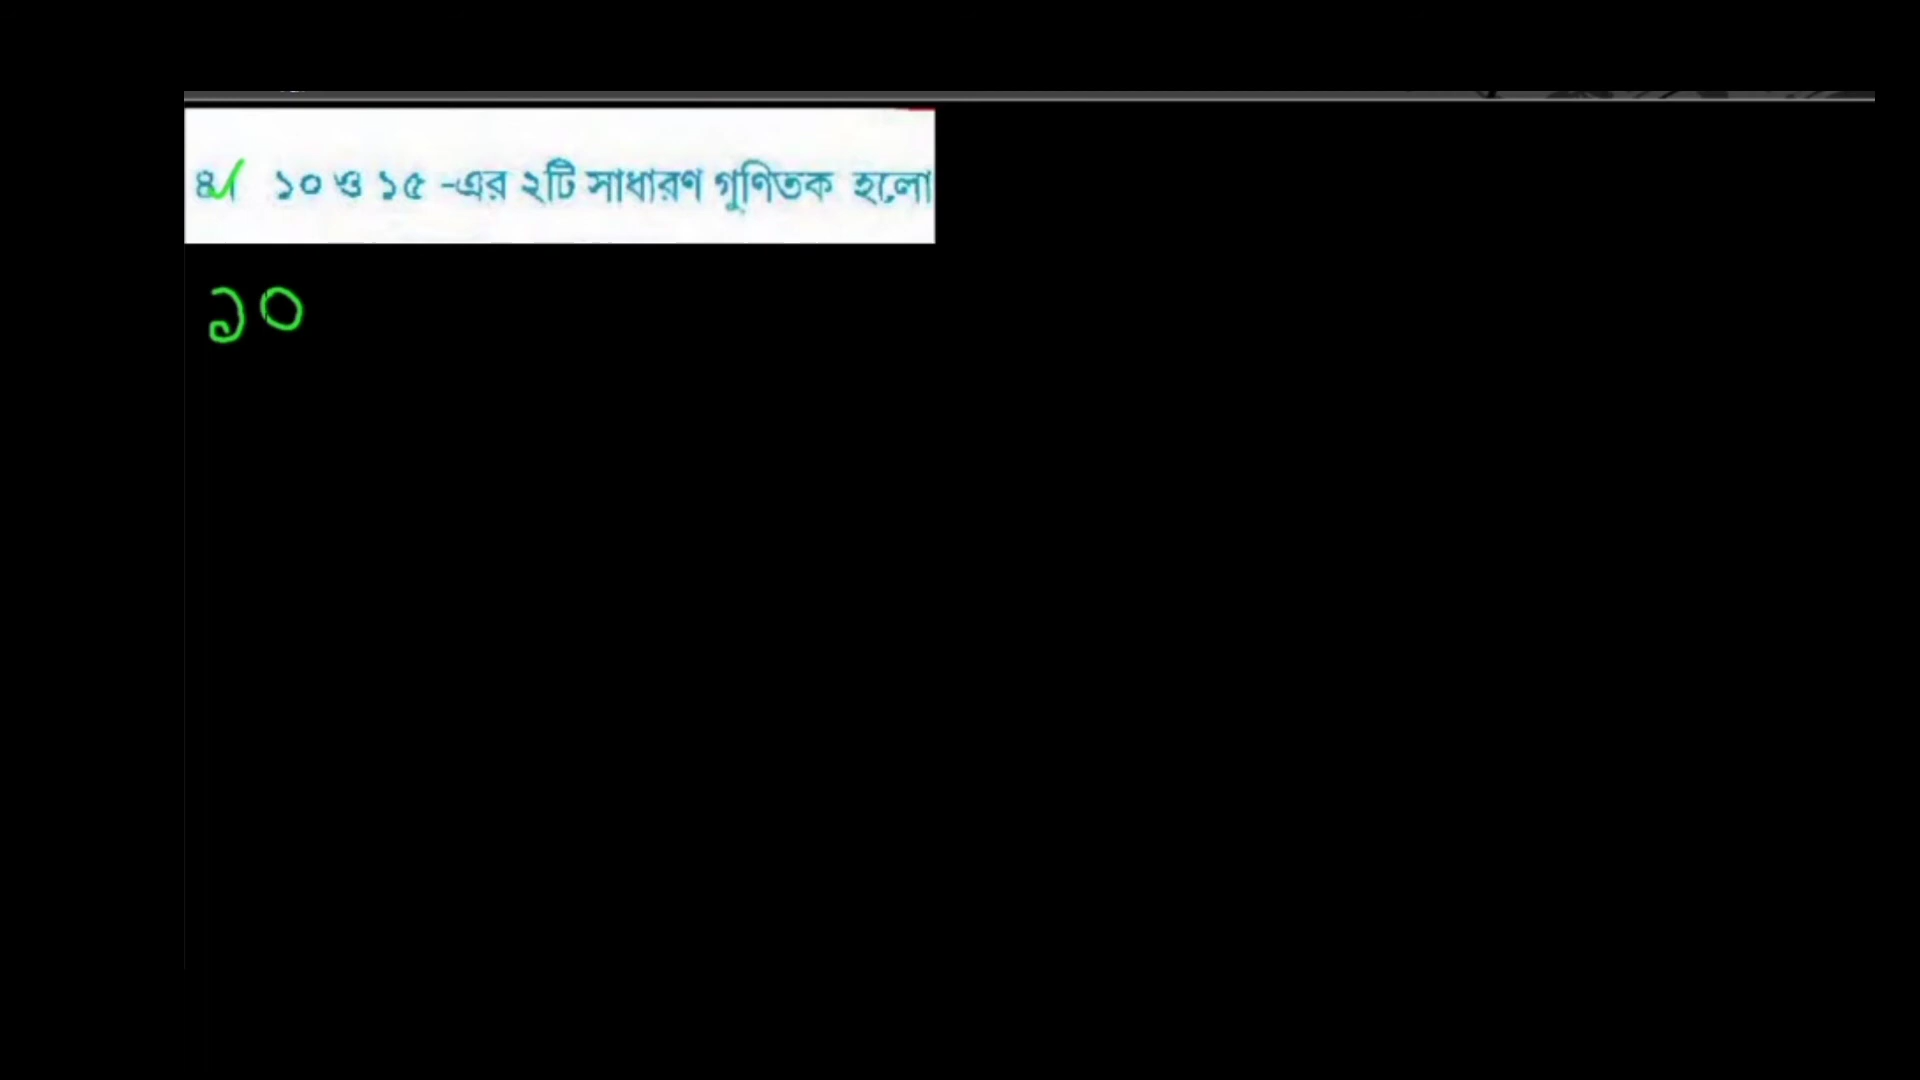 ৪। ১০ ও ১৫ -এর ২টি সাধারণ গুণিতক হলো
১০